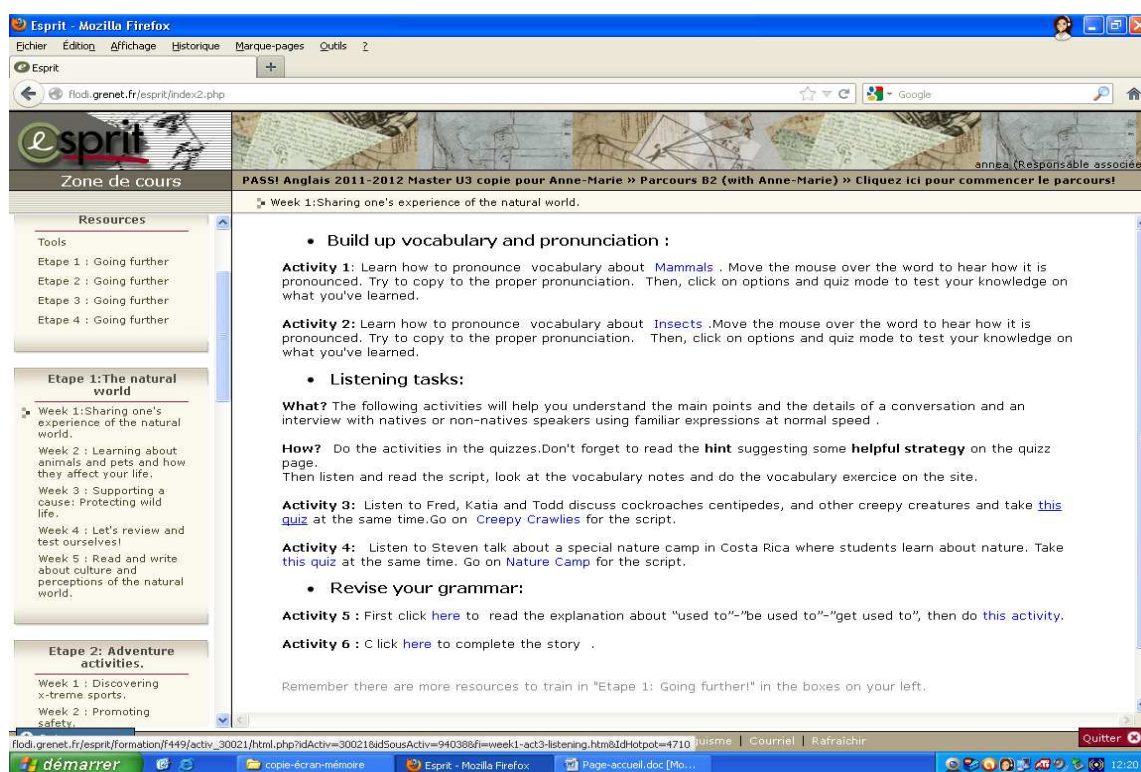 Esprit - Mozilla Firefox
Eichier Édition Affichage Historique Marque-pages Outils ?
Esprit
flodi.grenet.fr/esprit/index2.php
Google
esprit
annea (Responsable associée
Zone de cours
PASS! Anglais 2011-2012 Master U3 copie pour Anne-Marie » Parcours B2 (with Anne-Marie) » Cliquez ici pour commencer le parcours!
Week 1:Sharing one's experience of the natural world.
Resources
Tools
Etape 1 : Going further
Etape 2 : Going further
Etape 3 : Going further
Etape 4 : Going further
Etape 1:The natural
world
Week 1:Sharing one's
experience of the natural
world.
Week 2 : Learning about
animals and pets and how
they affect your life.
Week 3 : Supporting a
cause: Protecting wild
life.
Week 4 : Let's review and
test ourselves!
Week 5 : Read and write
about culture and
perceptions of the natural
world.
Etape 2: Adventure
activities.
Week 1 : Discovering
x-treme sports.
Week 2 : Promoting
safety.
• Build up vocabulary and pronunciation :
Activity 1: Learn how to pronounce vocabulary about Mammals . Move the mouse over the word to hear how it is
pronounced. Try to copy to the proper pronunciation. Then, click on options and quiz mode to test your knowledge on
what you've learned.
Activity 2: Learn how to pronounce vocabulary about Insects .Move the mouse over the word to hear how it is
pronounced. Try to copy to the proper pronunciation. Then, click on options and quiz mode to test your knowledge on
what you've learned.
• Listening tasks:
What? The following activities will help you understand the main points and the details of a conversation and an
interview with natives or non-natives speakers using familiar expressions at normal speed .
How? Do the activities in the quizzes.Don't forget to read the hint suggesting some helpful strategy on the quizz
page.
Then listen and read the script, look at the vocabulary notes and do the vocabulary exercice on the site.
Activity 3: Listen to Fred, Katia and Todd discuss cockroaches centipedes, and other creepy creatures and take this
quiz at the same time.Go on Creepy Crawlies for the script.
Activity 4: Listen to Steven talk about a special nature camp in Costa Rica where students learn about nature. Take
this quiz at the same time. Go on Nature Camp for the script.
• Revise your grammar:
Activity 5 : First click here to read the explanation about “used to”-“be used to”-“get used to”, then do this activity.
Activity 6 : C lick here to complete the story .
Remember there are more resources to train in "Etape 1: Going further!" in the boxes on your left.
flodi.grenet.fr/esprit/formation/f449/activ_30021/html.php?idActiv=30021&idSousActiv=94038&fi=week1-act3-listening.htm&IdHotpot=4710
| Courriel | Rafraîchir
Quitter
démarrer
copie-écran-mémoire
Esprit - Mozilla Firefox
Page-accueil.doc [Mo...
12:20